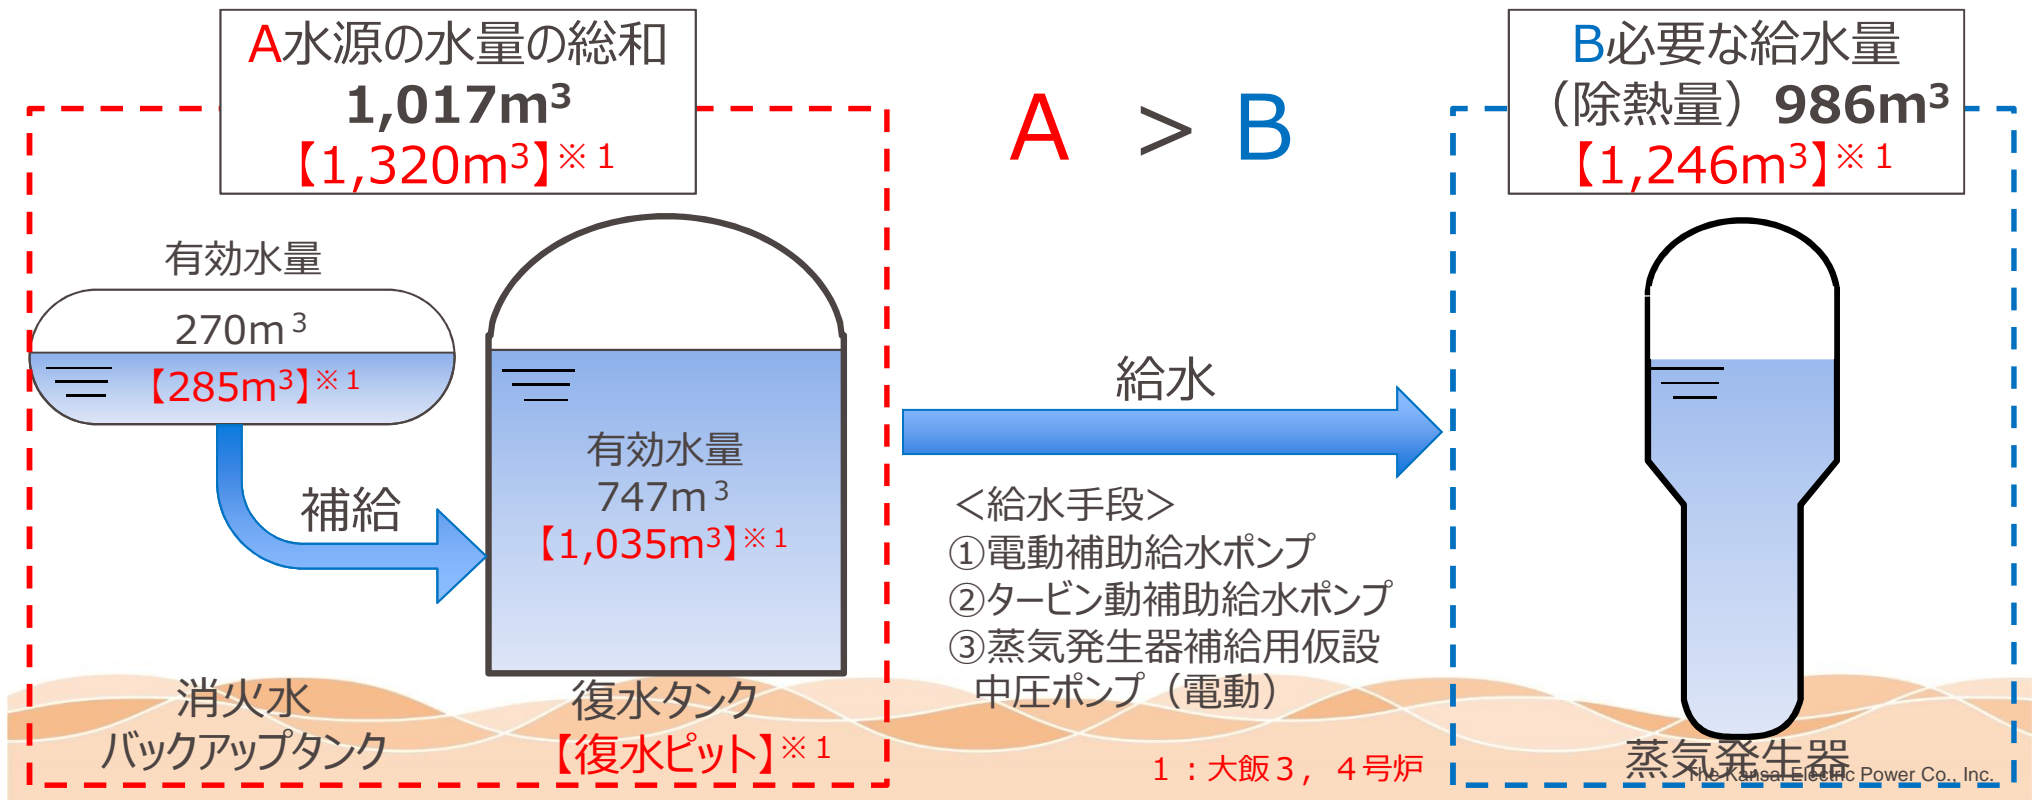 A水源の水量の総和
1,017m³
【1,320m³】※1
A > B
B必要な給水量
（除熱量）986m³
【1,246m³】※1
有効水量
270m³
【285m³】※1
補給
有効水量
747m³
【1,035m³】※1
給水
＜給水手段＞
①電動補助給水ポンプ
②タービン動補助給水ポンプ
③蒸気発生器補給用仮設
中圧ポンプ（電動）
消火水
バックアップタンク
復水タンク
【復水ピット】※1
1：大飯３，４号炉
蒸気発生器
The Kansai Electric Power Co., Inc.